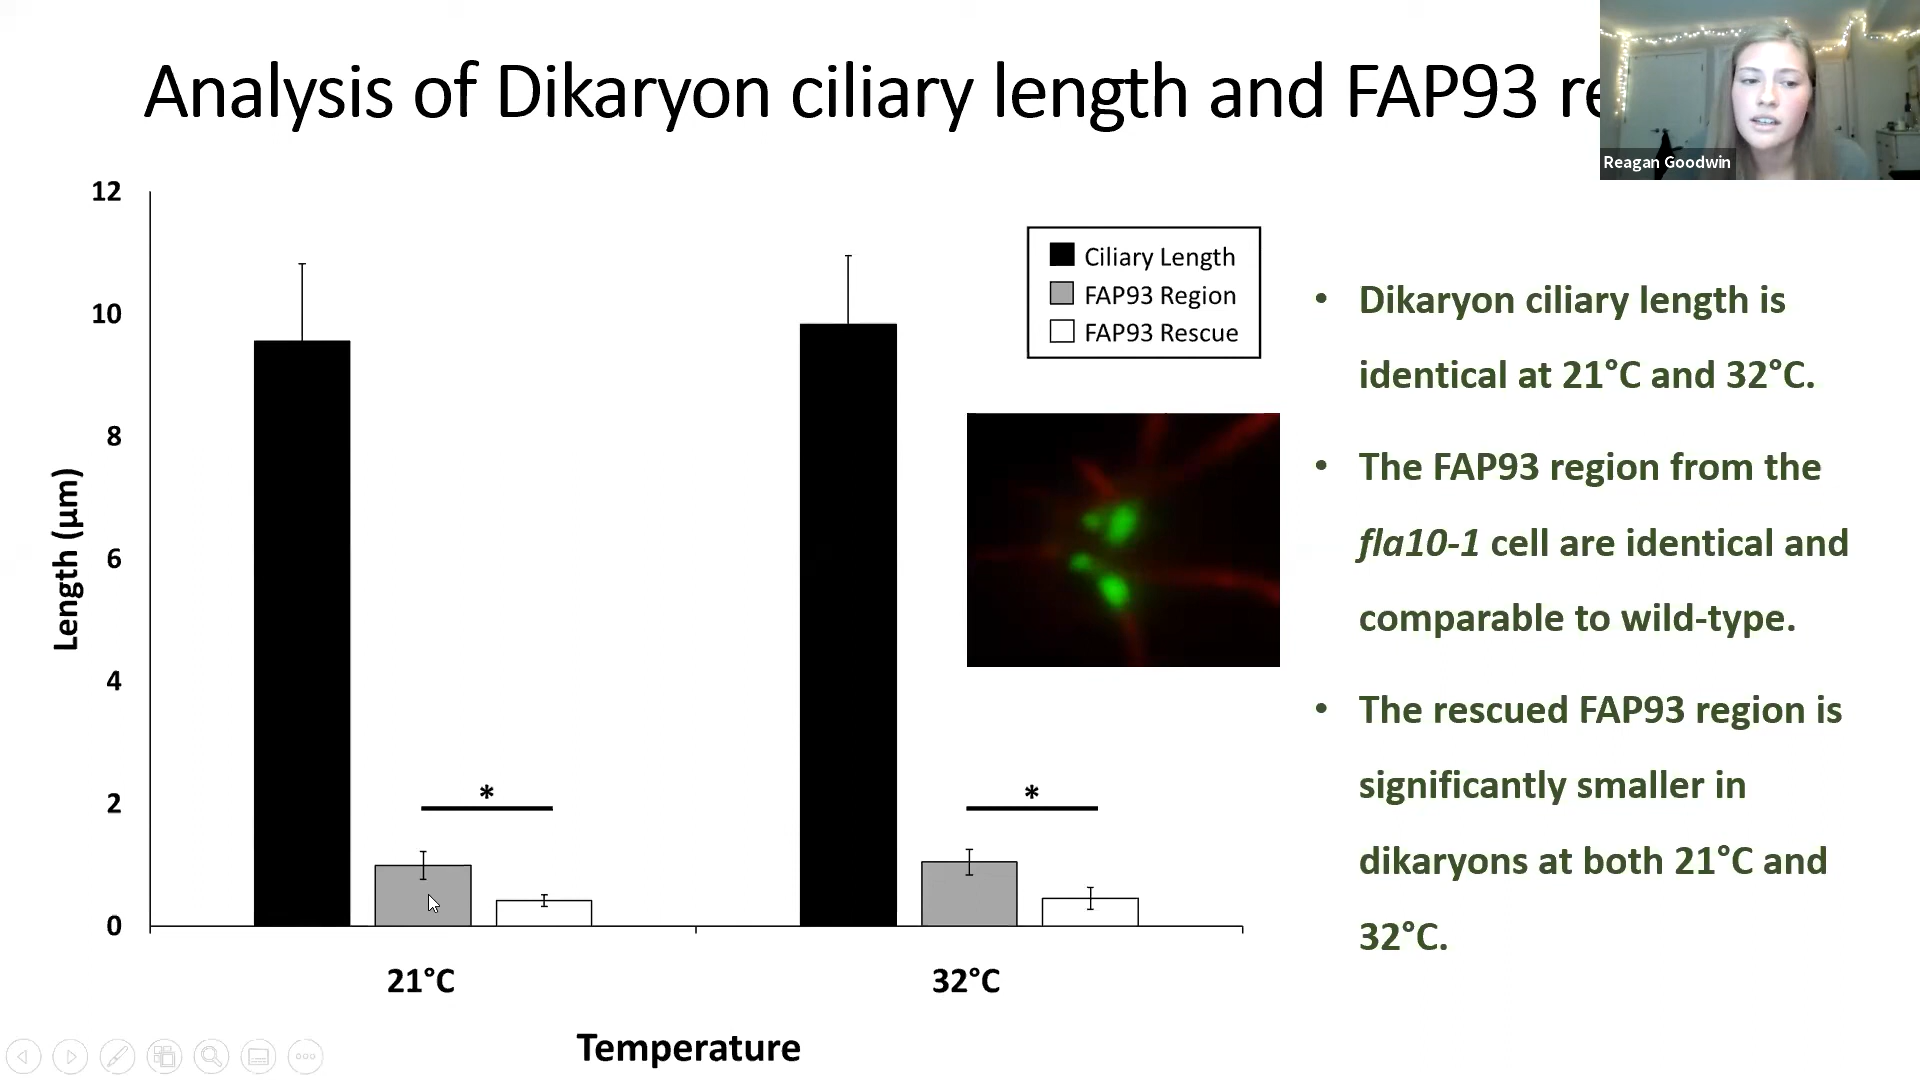 Analysis of Dikaryon ciliary length and FAP93
Reagan Goodwin
12
10
8
6
4
2
0
Length (μm)
Ciliary Length
FAP93 Region
FAP93 Rescue
*
*
21°C
32°C
Temperature
• Dikaryon ciliary length is
identical at 21°C and 32°C.
• The FAP93 region from the
fla10-1 cell are identical and
comparable to wild-type.
• The rescued FAP93 region is
significantly smaller in
dikaryons at both 21°C and
32°C.